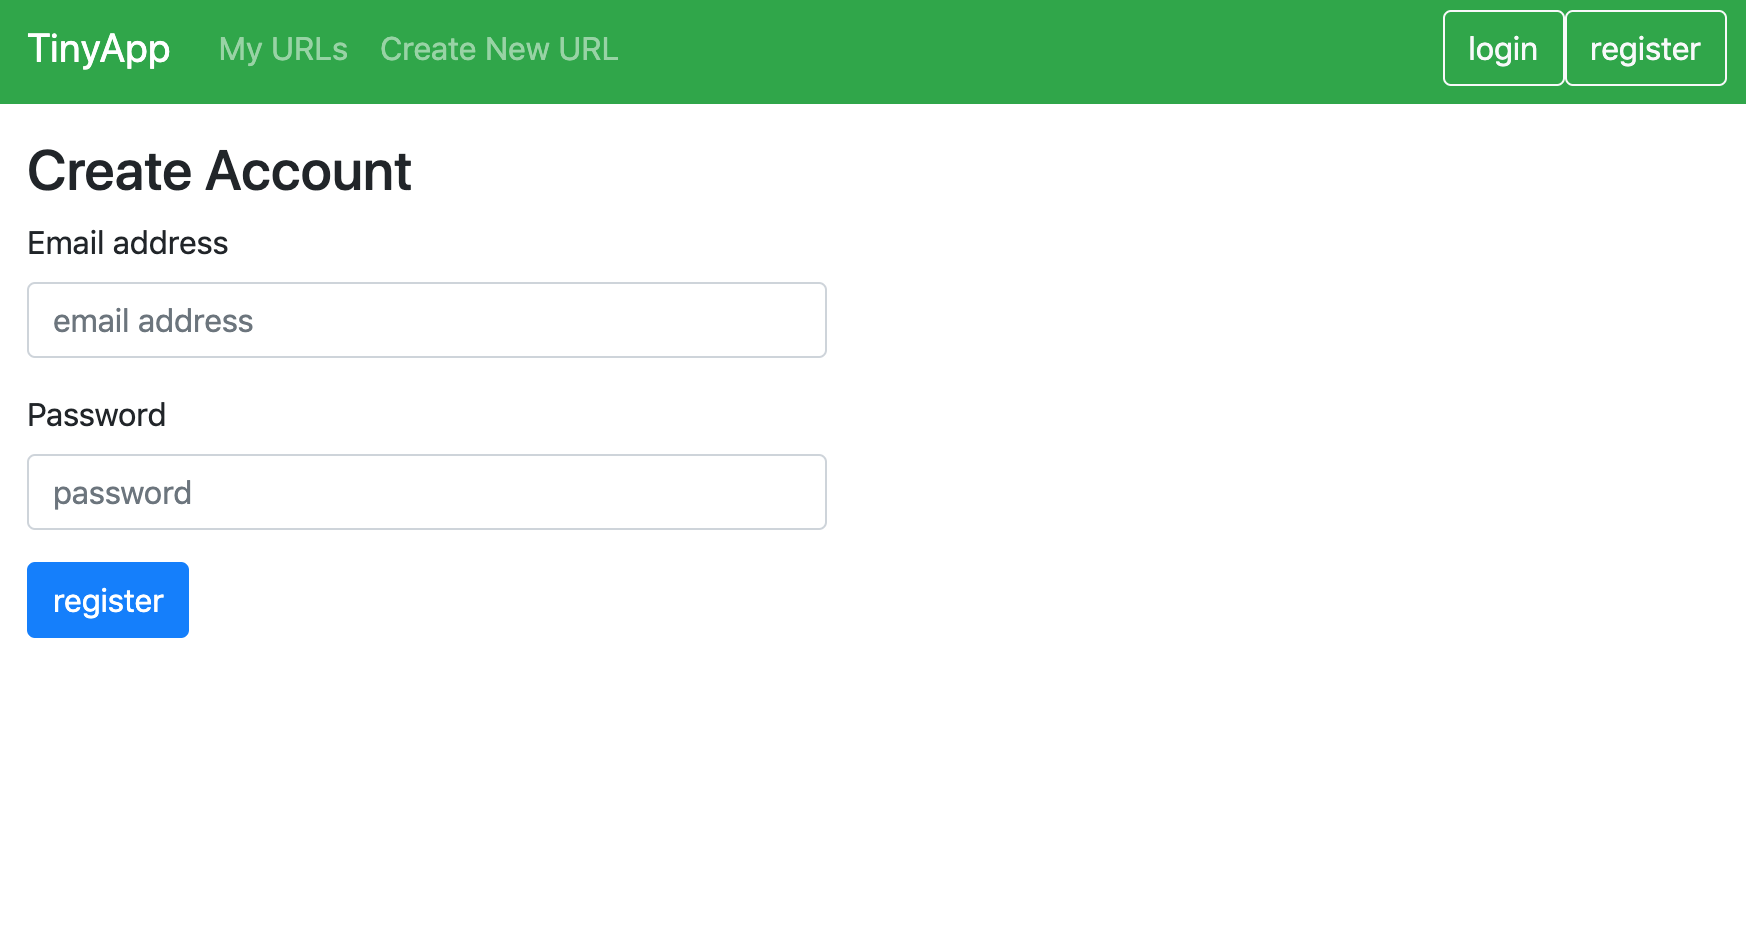 TinyApp My URLs Create New URL login register
Create Account
Email address
email address
Password
password
register